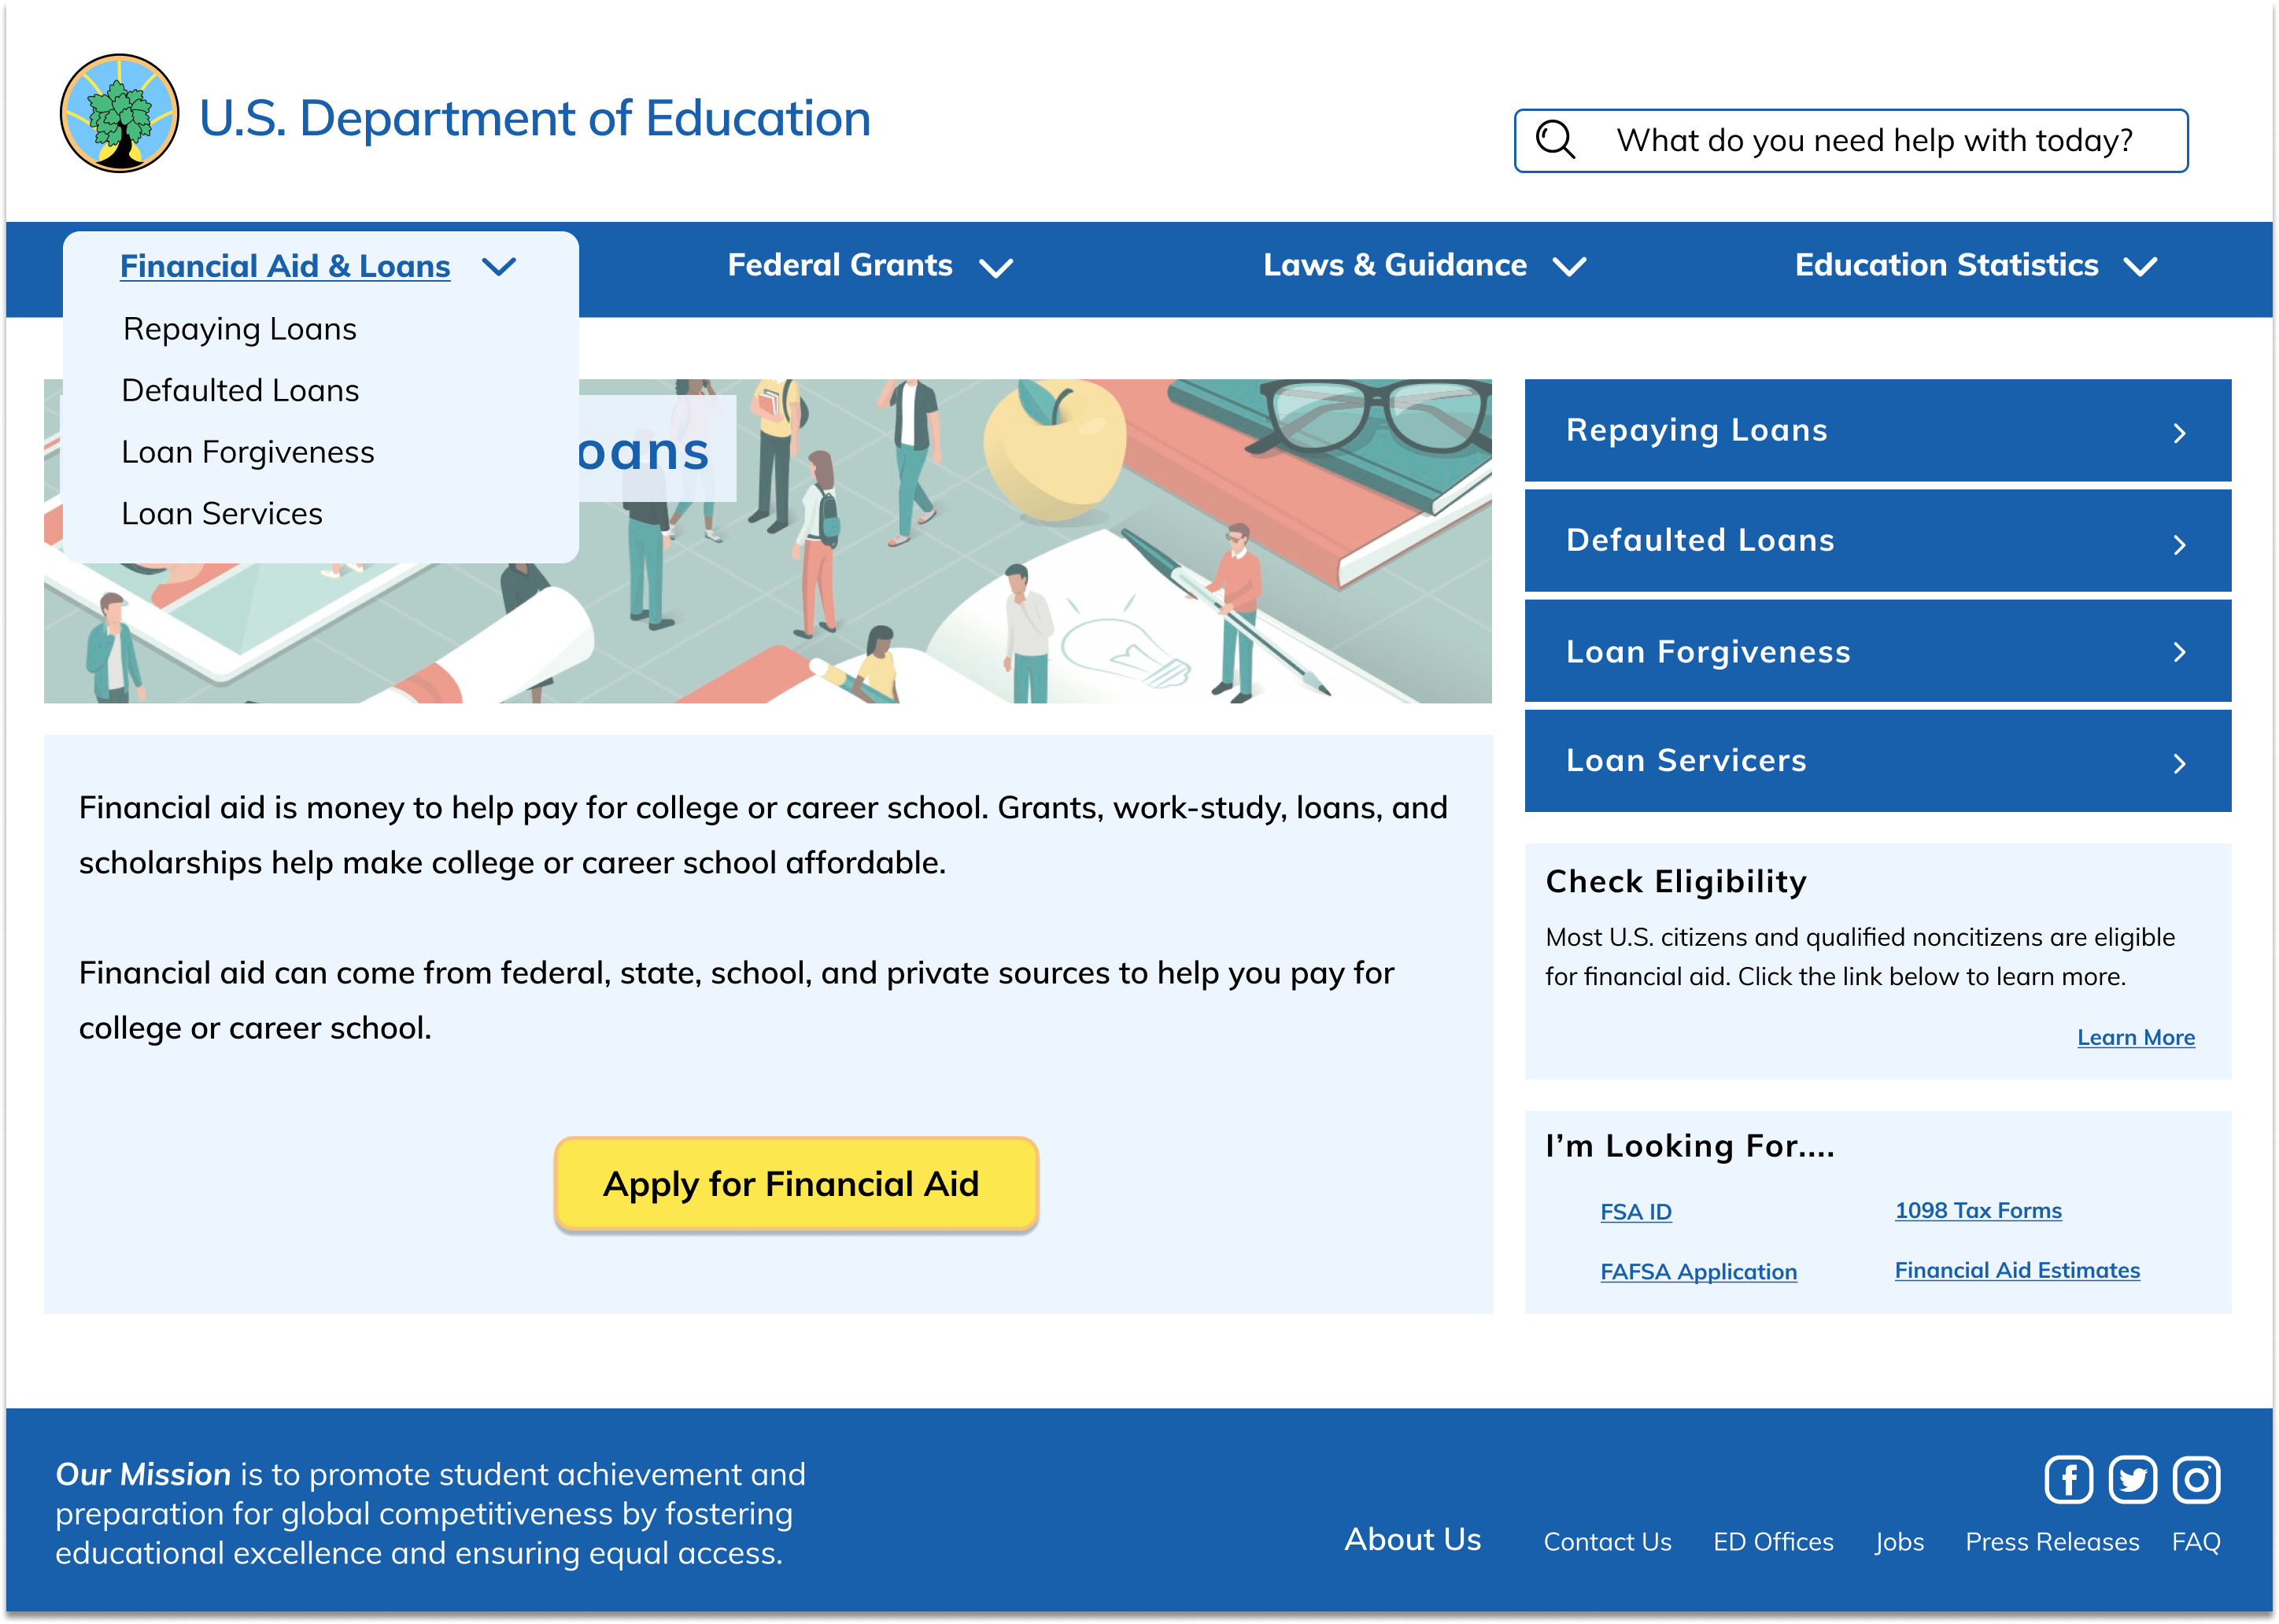 U.S. Department of Education
What do you need help with today?
Financial Aid & Loans
Federal Grants
Laws & Guidance
Education Statistics
Repaying Loans
Defaulted Loans
Loan Forgiveness
Loan Services
oans
Repaying Loans
Defaulted Loans
Loan Forgiveness
Loan Servicers
Financial aid is money to help pay for college or career school. Grants, work-study, loans, and
scholarships help make college or career school affordable.
Financial aid can come from federal, state, school, and private sources to help you pay for
college or career school.
Apply for Financial Aid
Check Eligibility
Most U.S. citizens and qualified noncitizens are eligible
for financial aid. Click the link below to learn more.
Learn More
I’m Looking For....
FSA ID
1098 Tax Forms
FAFSA Application
Financial Aid Estimates
Our Mission is to promote student achievement and
preparation for global competitiveness by fostering
educational excellence and ensuring equal access.
About Us
Contact Us
ED Offices
Jobs
Press Releases
FAQ